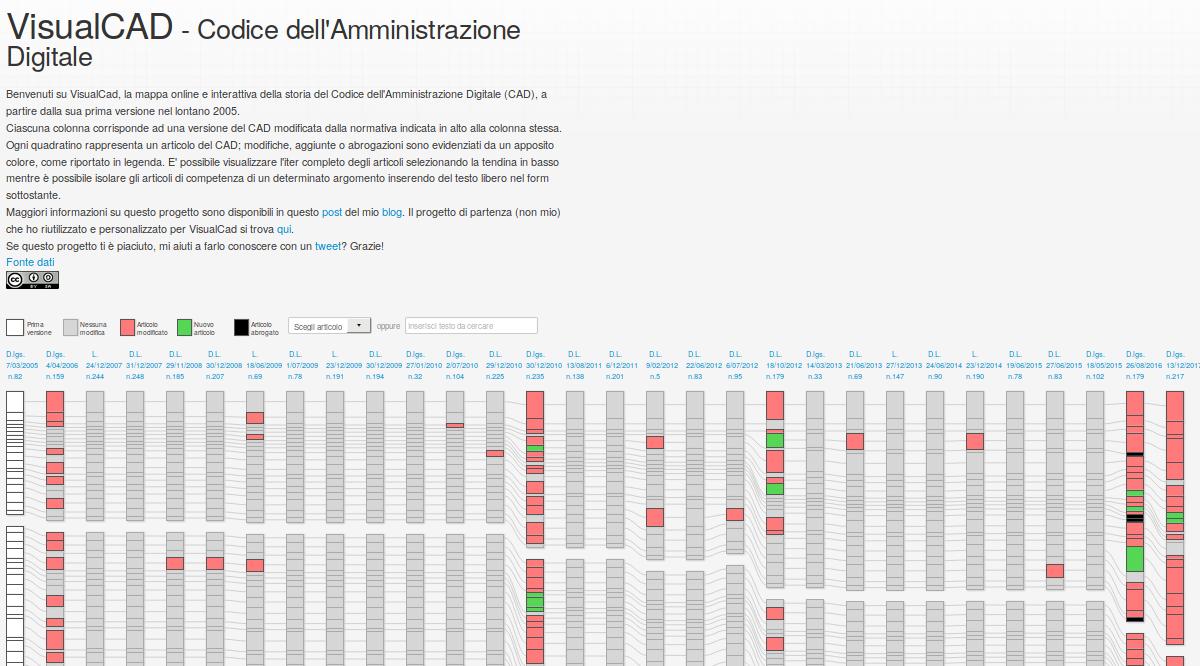 VisualCAD - Codice dell'Amministrazione
Digitale
Benvenuti su VisualCad, la mappa online e interattiva della storia del Codice dell'Amministrazione Digitale (CAD), a
partire dalla sua prima versione nel lontano 2005.
Ciascuna colonna corrisponde ad una versione del CAD modificata dalla normativa indicata in alto alla colonna stessa.
Ogni quadratino rappresenta un articolo del CAD; modifiche, aggiunte o abrogazioni sono evidenziati da un apposito
colore, come riportato in legenda. E' possibile visualizzare l'iter completo degli articoli selezionando la tendina in basso
mentre è possibile isolare gli articoli di competenza di un determinato argomento inserendo del testo libero nel form
sottostante.
Maggiori informazioni su questo progetto sono disponibili in questo post del mio blog. Il progetto di partenza (non mio)
che ho riutilizzato e personalizzato per VisualCad si trova qui.
Se questo progetto ti è piaciuto, mi aiuti a farlo conoscere con un tweet? Grazie!
Fonte dati
cc BY SA
Prima versione Nessuna modifica Articolo modificato Nuovo articolo Articolo abrogato Scegli articolo oppure Inserisci testo da cercare
D.lgs. D.lgs. L. D.L. D.L. D.L. L. D.L. L. D.L. D.lgs. D.lgs. D.L. D.lgs. D.L. L. D.L. D.L. D.L. D.L. D.lgs. L. D.L. D.L. L. D.L. D.L. D.lgs. D.lgs. D.lgs.
7/03/2005 4/04/2006 24/12/2007 31/12/2007 29/11/2008 30/12/2008 18/06/2009 1/07/2009 23/12/2009 30/12/2009 27/01/2010 2/07/2010 29/12/2010 30/12/2010 13/08/2011 6/12/2011 9/02/2012 22/06/2012 6/07/2012 18/10/2012 14/03/2013 21/06/2013 27/12/2013 24/06/2014 23/12/2014 19/06/2015 27/06/2015 18/05/2015 26/08/2016 13/12/2017
n.82 n.159 n.244 n.248 n.185 n.207 n.69 n.78 n.191 n.194 n.32 n.104 n.225 n.235 n.138 n.201 n.5 n.83 n.95 n.179 n.33 n.69 n.147 n.90 n.190 n.78 n.83 n.102 n.179 n.217